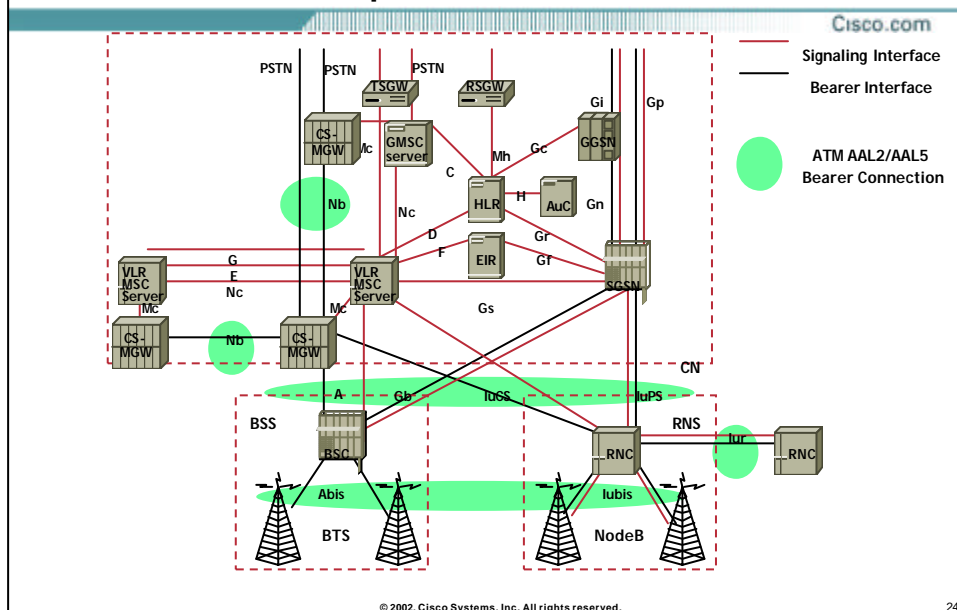 Cisco.com
Signaling Interface
Bearer Interface
ATM AAL2/AAL5
Bearer Connection
PSTN
PSTN
PSTN
TSGW
RSGW
Gi
Gp
CS-
MGW
Mc
GMSC
server
C
Mh
Gc
GGSN
HLR
H
AuC
Gn
Nb
Nc
D
F
EIR
Gr
Gf
SGSN
VLR
MSC
Server
G
E
Nc
VLR
MSC
Server
Gs
Mc
Mc
CS-
MGW
Nb
CS-
MGW
CN
A
Gb
IuCS
IuPS
BSS
BSC
RNS
RNC
Iur
RNC
Abis
Iubis
BTS
NodeB
© 2002, Cisco Systems, Inc. All rights reserved.
24